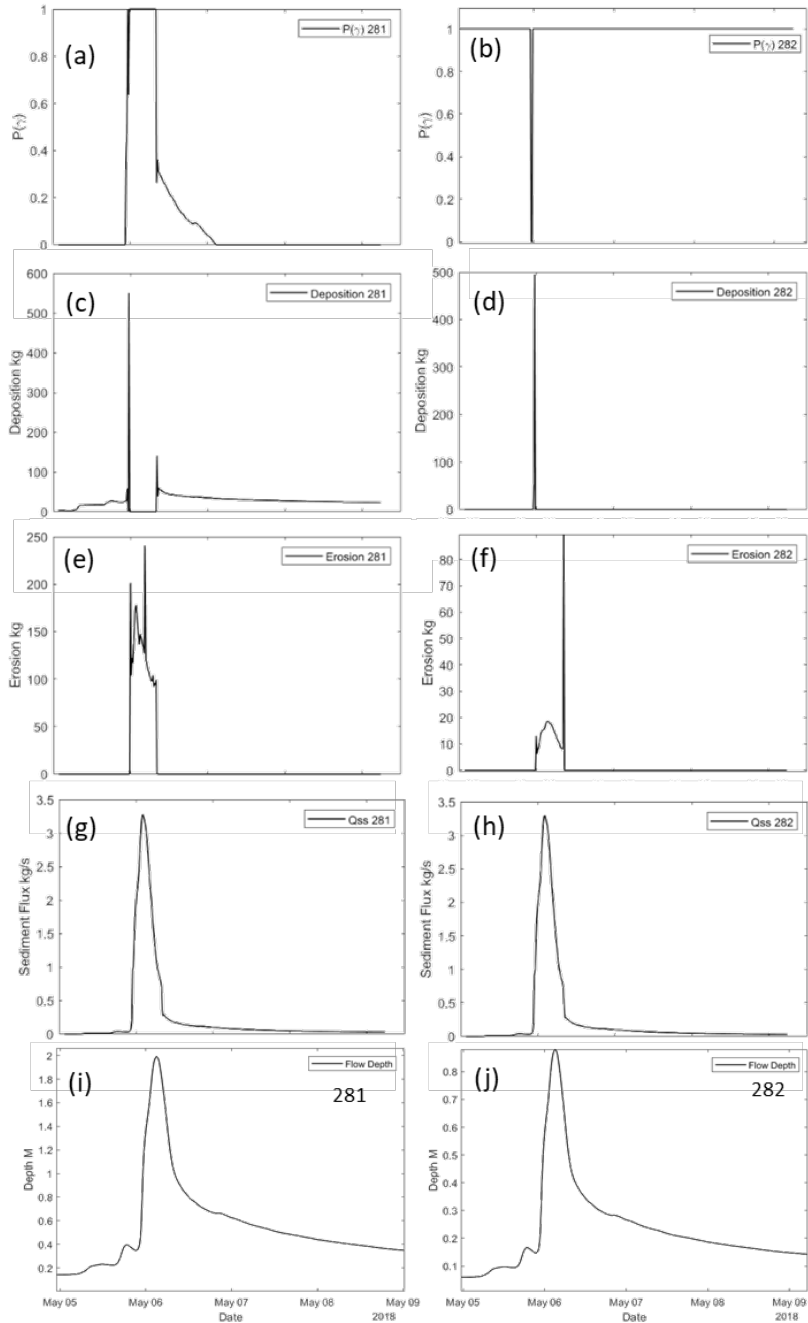 (a)
P(γ) 281
P(γ)
1
0.8
0.6
0.4
0.2
0
(b)
P(γ) 282
P(γ)
1
0.8
0.6
0.4
0.2
0
(c)
Deposition 281
Deposition kg
600
500
400
300
200
100
0
(d)
Deposition 282
Deposition kg
500
400
300
200
100
0
(e)
Erosion 281
Erosion kg
250
200
150
100
50
0
(f)
Erosion 282
Erosion kg
80
70
60
50
40
30
20
10
0
(g)
Qss 281
Sediment Flux kg/s
3.5
3
2.5
2
1.5
1
0.5
0
(h)
Qss 282
Sediment Flux kg/s
3.5
3
2.5
2
1.5
1
0.5
0
(i)
Flow Depth
281
Depth M
2
1.8
1.6
1.4
1.2
1
0.8
0.6
0.4
0.2
May 05
May 06
May 07
May 08
May 09
Date
2018
(j)
Flow Depth
282
Depth M
0.8
0.7
0.6
0.5
0.4
0.3
0.2
0.1
May 05
May 06
May 07
May 08
May 09
Date
2018